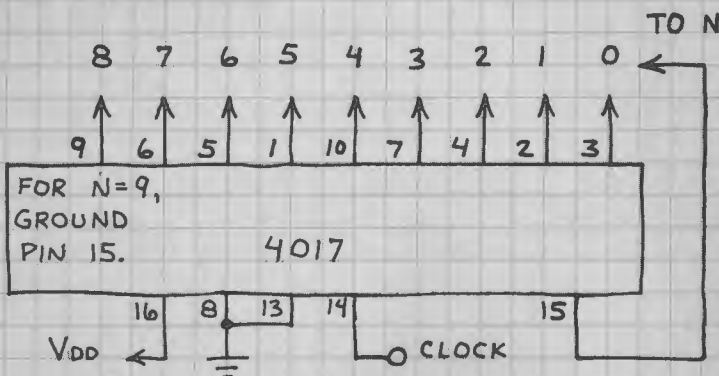 TO N
8 7 6 5 4 3 2 1 0
9 6 5 1 10 7 4 2 3
FOR N=9,
GROUND
PIN 15.
4017
16 8 13 14 15
VDD CLOCK